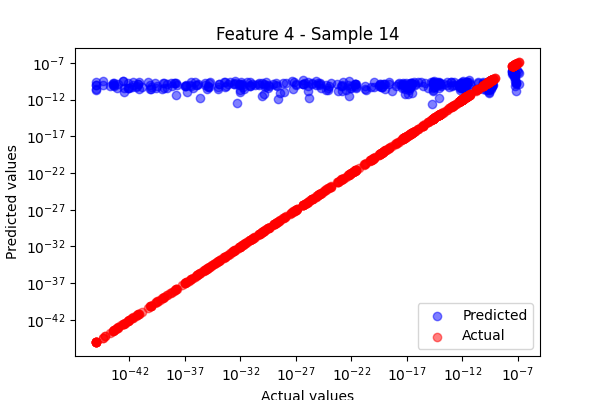 Feature 4 - Sample 14
Predicted values
10⁻⁷
10⁻¹²
10⁻¹⁷
10⁻²²
10⁻²⁷
10⁻³²
10⁻³⁷
10⁻⁴²
Predicted
Actual
10⁻⁴² 10⁻³⁷ 10⁻³² 10⁻²⁷ 10⁻²² 10⁻¹⁷ 10⁻¹² 10⁻⁷
Actual values